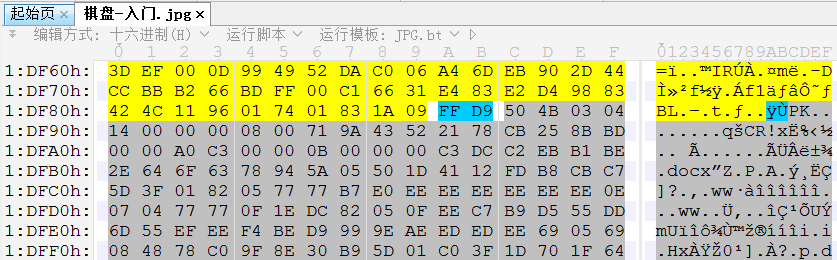 起始页 棋盘-入门.jpg ×
编辑方式: 十六进制(H) 运行脚本 运行模板: JPG.bt
0 1 2 3 4 5 6 7 8 9 A B C D E F 0123456789ABCDEF
1:DF60h: 3D EF 00 0D 99 49 52 DA C0 06 A4 6D EB 90 2D 44 =ï..™IRÚÀ.¤më.-D
1:DF70h: CC BB B2 66 BD FF 00 C1 66 31 E4 83 E2 D4 98 83 Ì»²f½ÿ.Áf1äƒâÔ˜ƒ
1:DF80h: 42 4C 11 96 01 74 01 83 1A 09 FF D9 50 4B 03 04 BL.–.t.ƒ..ÿÙPK..
1:DF90h: 14 00 00 00 08 00 71 9A 43 52 21 78 CB 25 8B BD ......qšCR!xË%‹½
1:DFA0h: 00 00 A0 C3 00 00 0B 00 00 00 C3 DC C2 EB B1 BE .. Ã......ÃÜÂë±¾
1:DFB0h: 2E 64 6F 63 78 94 5A 05 50 1D 41 12 FD B8 CB C7 .docx”Z.P.A.ý¸ËÇ
1:DFC0h: 5D 3F 01 82 05 77 77 B7 E0 EE EE EE EE EE EE 0E ]?.‚.ww·àîîîîîî.
1:DFD0h: 07 04 77 77 0F 1E DC 82 05 0F EE C7 B9 D5 55 DD ..ww..Ü‚..îÇ¹ÕUÝ
1:DFE0h: 6D 55 EF EE F4 BE D9 99 9E AE ED ED EE 69 05 69 mUïîô¾Ù™ž®ííîi.i
1:DFF0h: 08 48 78 C0 9F 8E 30 B9 5D 01 C0 3F 1D 70 1F 64 .HxÀŸŽ0¹].À?.p.d